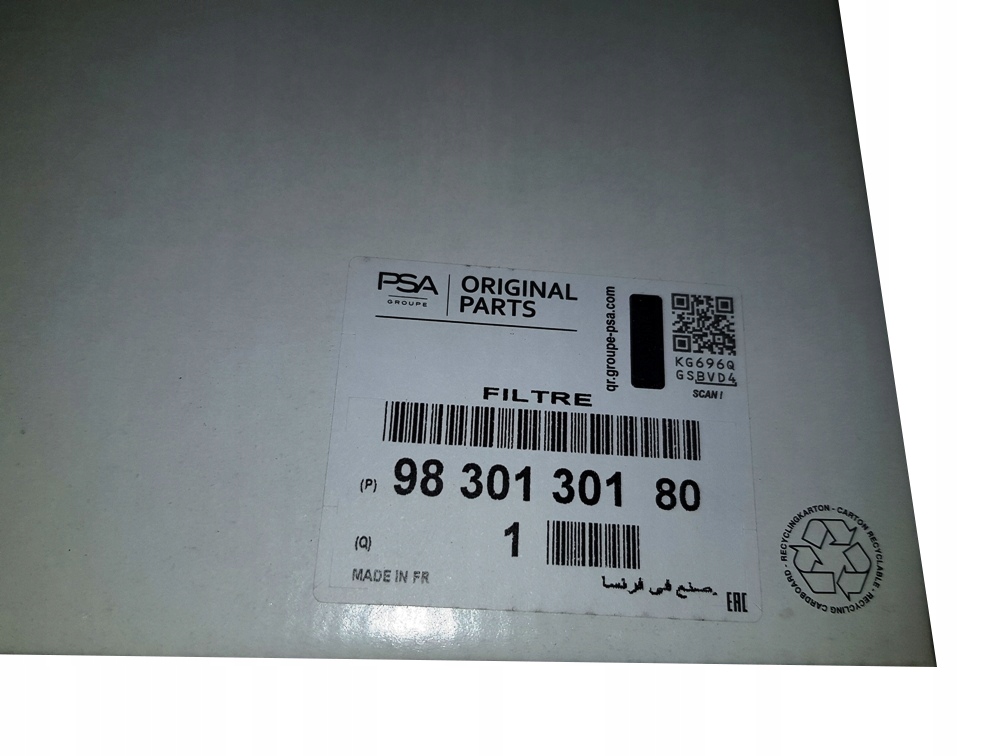 PSA
GROUPE
ORIGINAL
PARTS
qr.groupe-psa.com
KG696Q
GSBVD4
SCAN!
FILTRE
(P) 98 301 301 80
(Q) 1
MADE IN FR
صنع في فرنسا
EAC
RECYCLINGKARTON - CARTON RECYCLABLE - RECYCLING CARDBOARD -